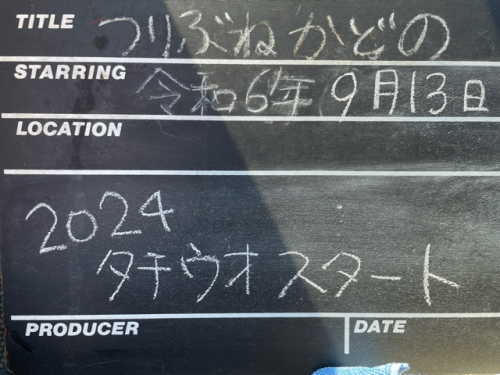 TITLE つりぶねかどの
STARRING 令和6年9月13日
LOCATION
2024
タチウオスタート
PRODUCER DATE